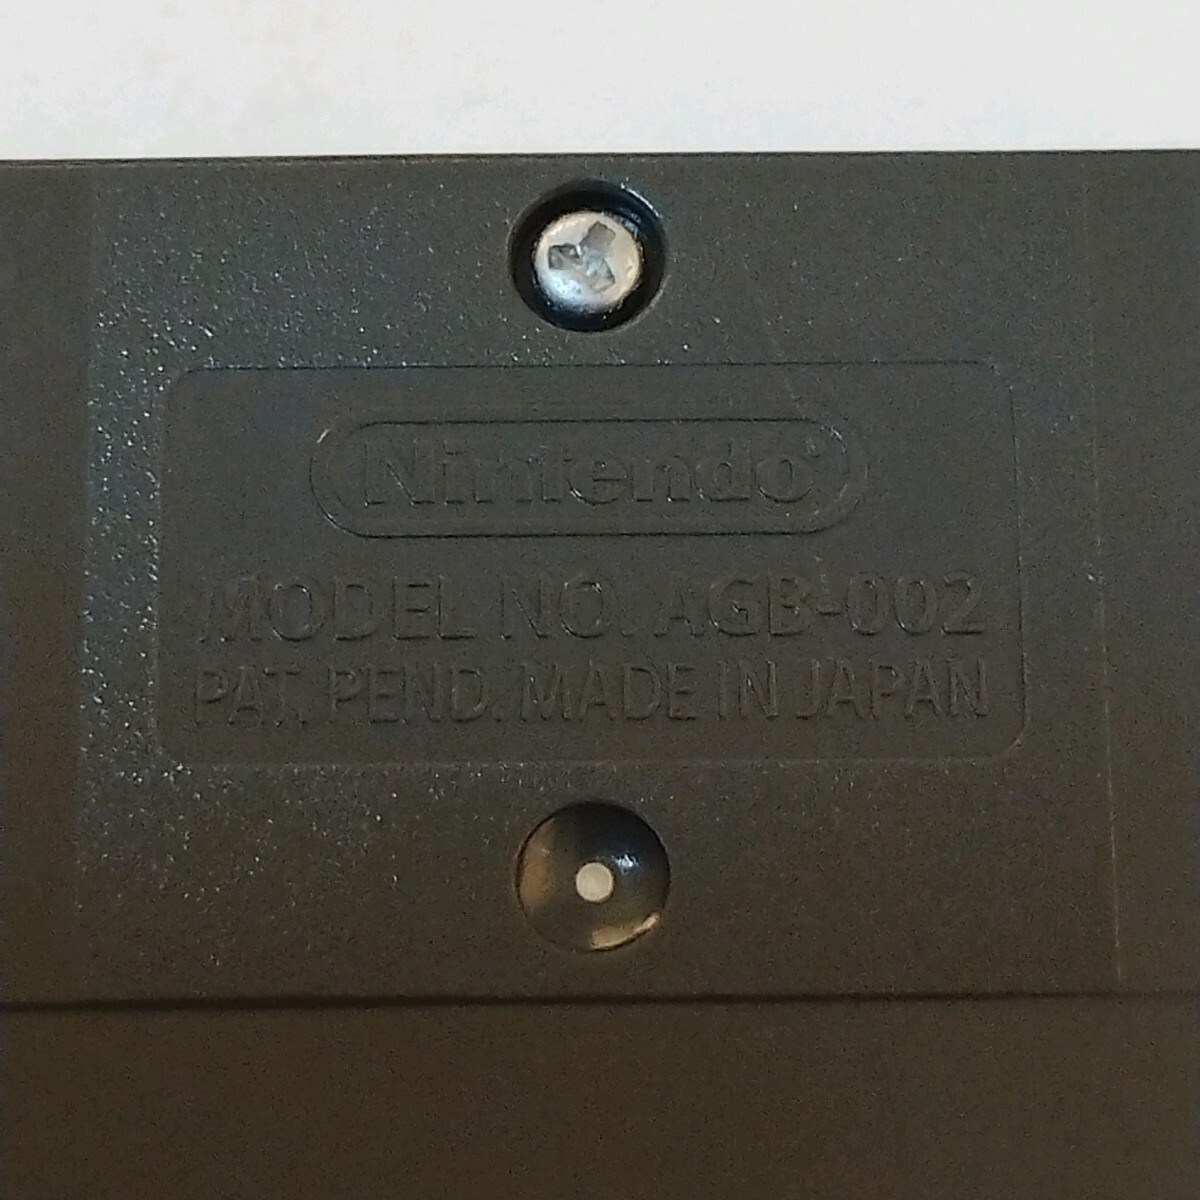 Nintendo®
MODEL NO. AGB-002
PAT. PEND. MADE IN JAPAN